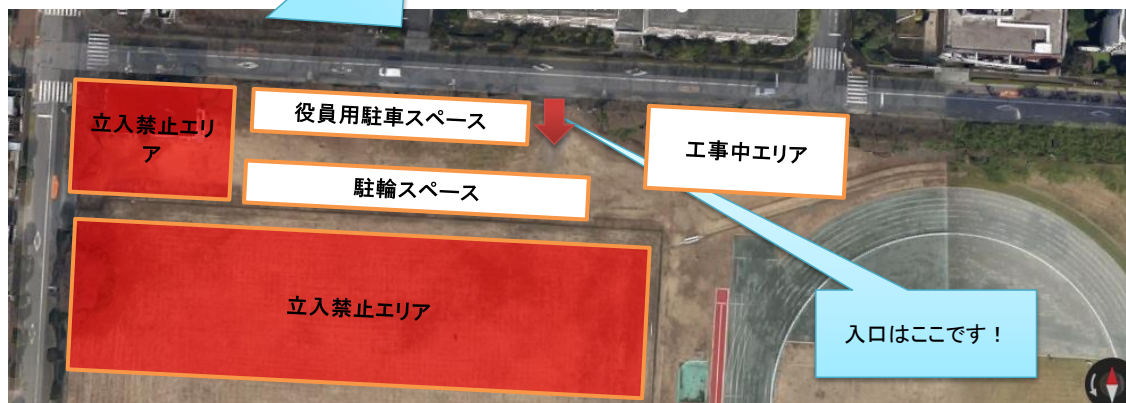 立入禁止エリ
ア
役員用駐車スペース
工事中エリア
駐輪スペース
立入禁止エリア
入口はここです！